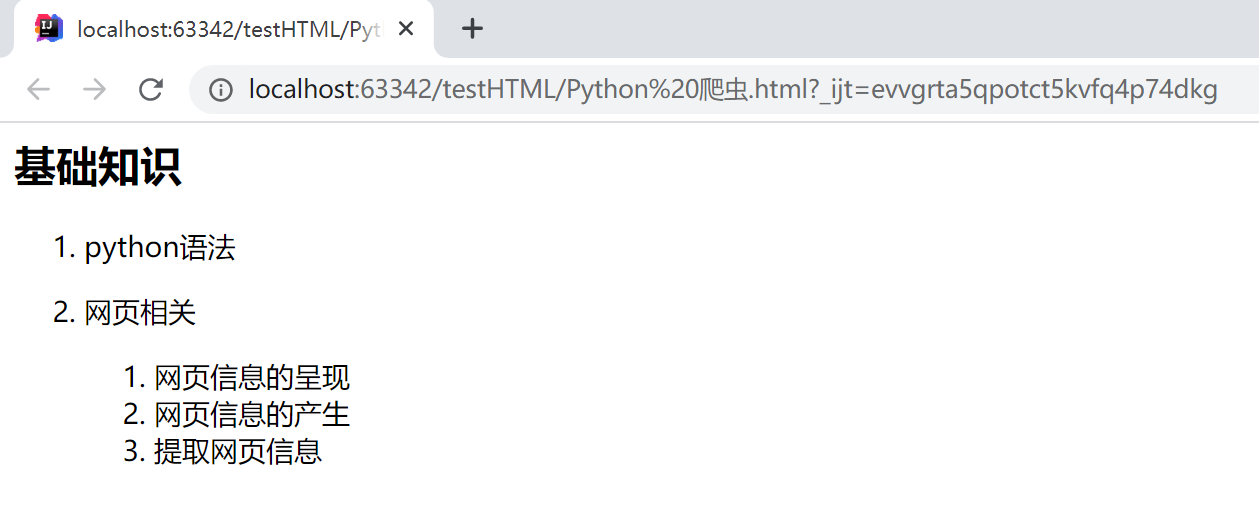 localhost:63342/testHTML/Pyt
localhost:63342/testHTML/Python%20爬虫.html?_ijt=evvgrta5qpotct5kvfq4p74dkg
基础知识
1. python语法
2. 网页相关
1. 网页信息的呈现
2. 网页信息的产生
3. 提取网页信息